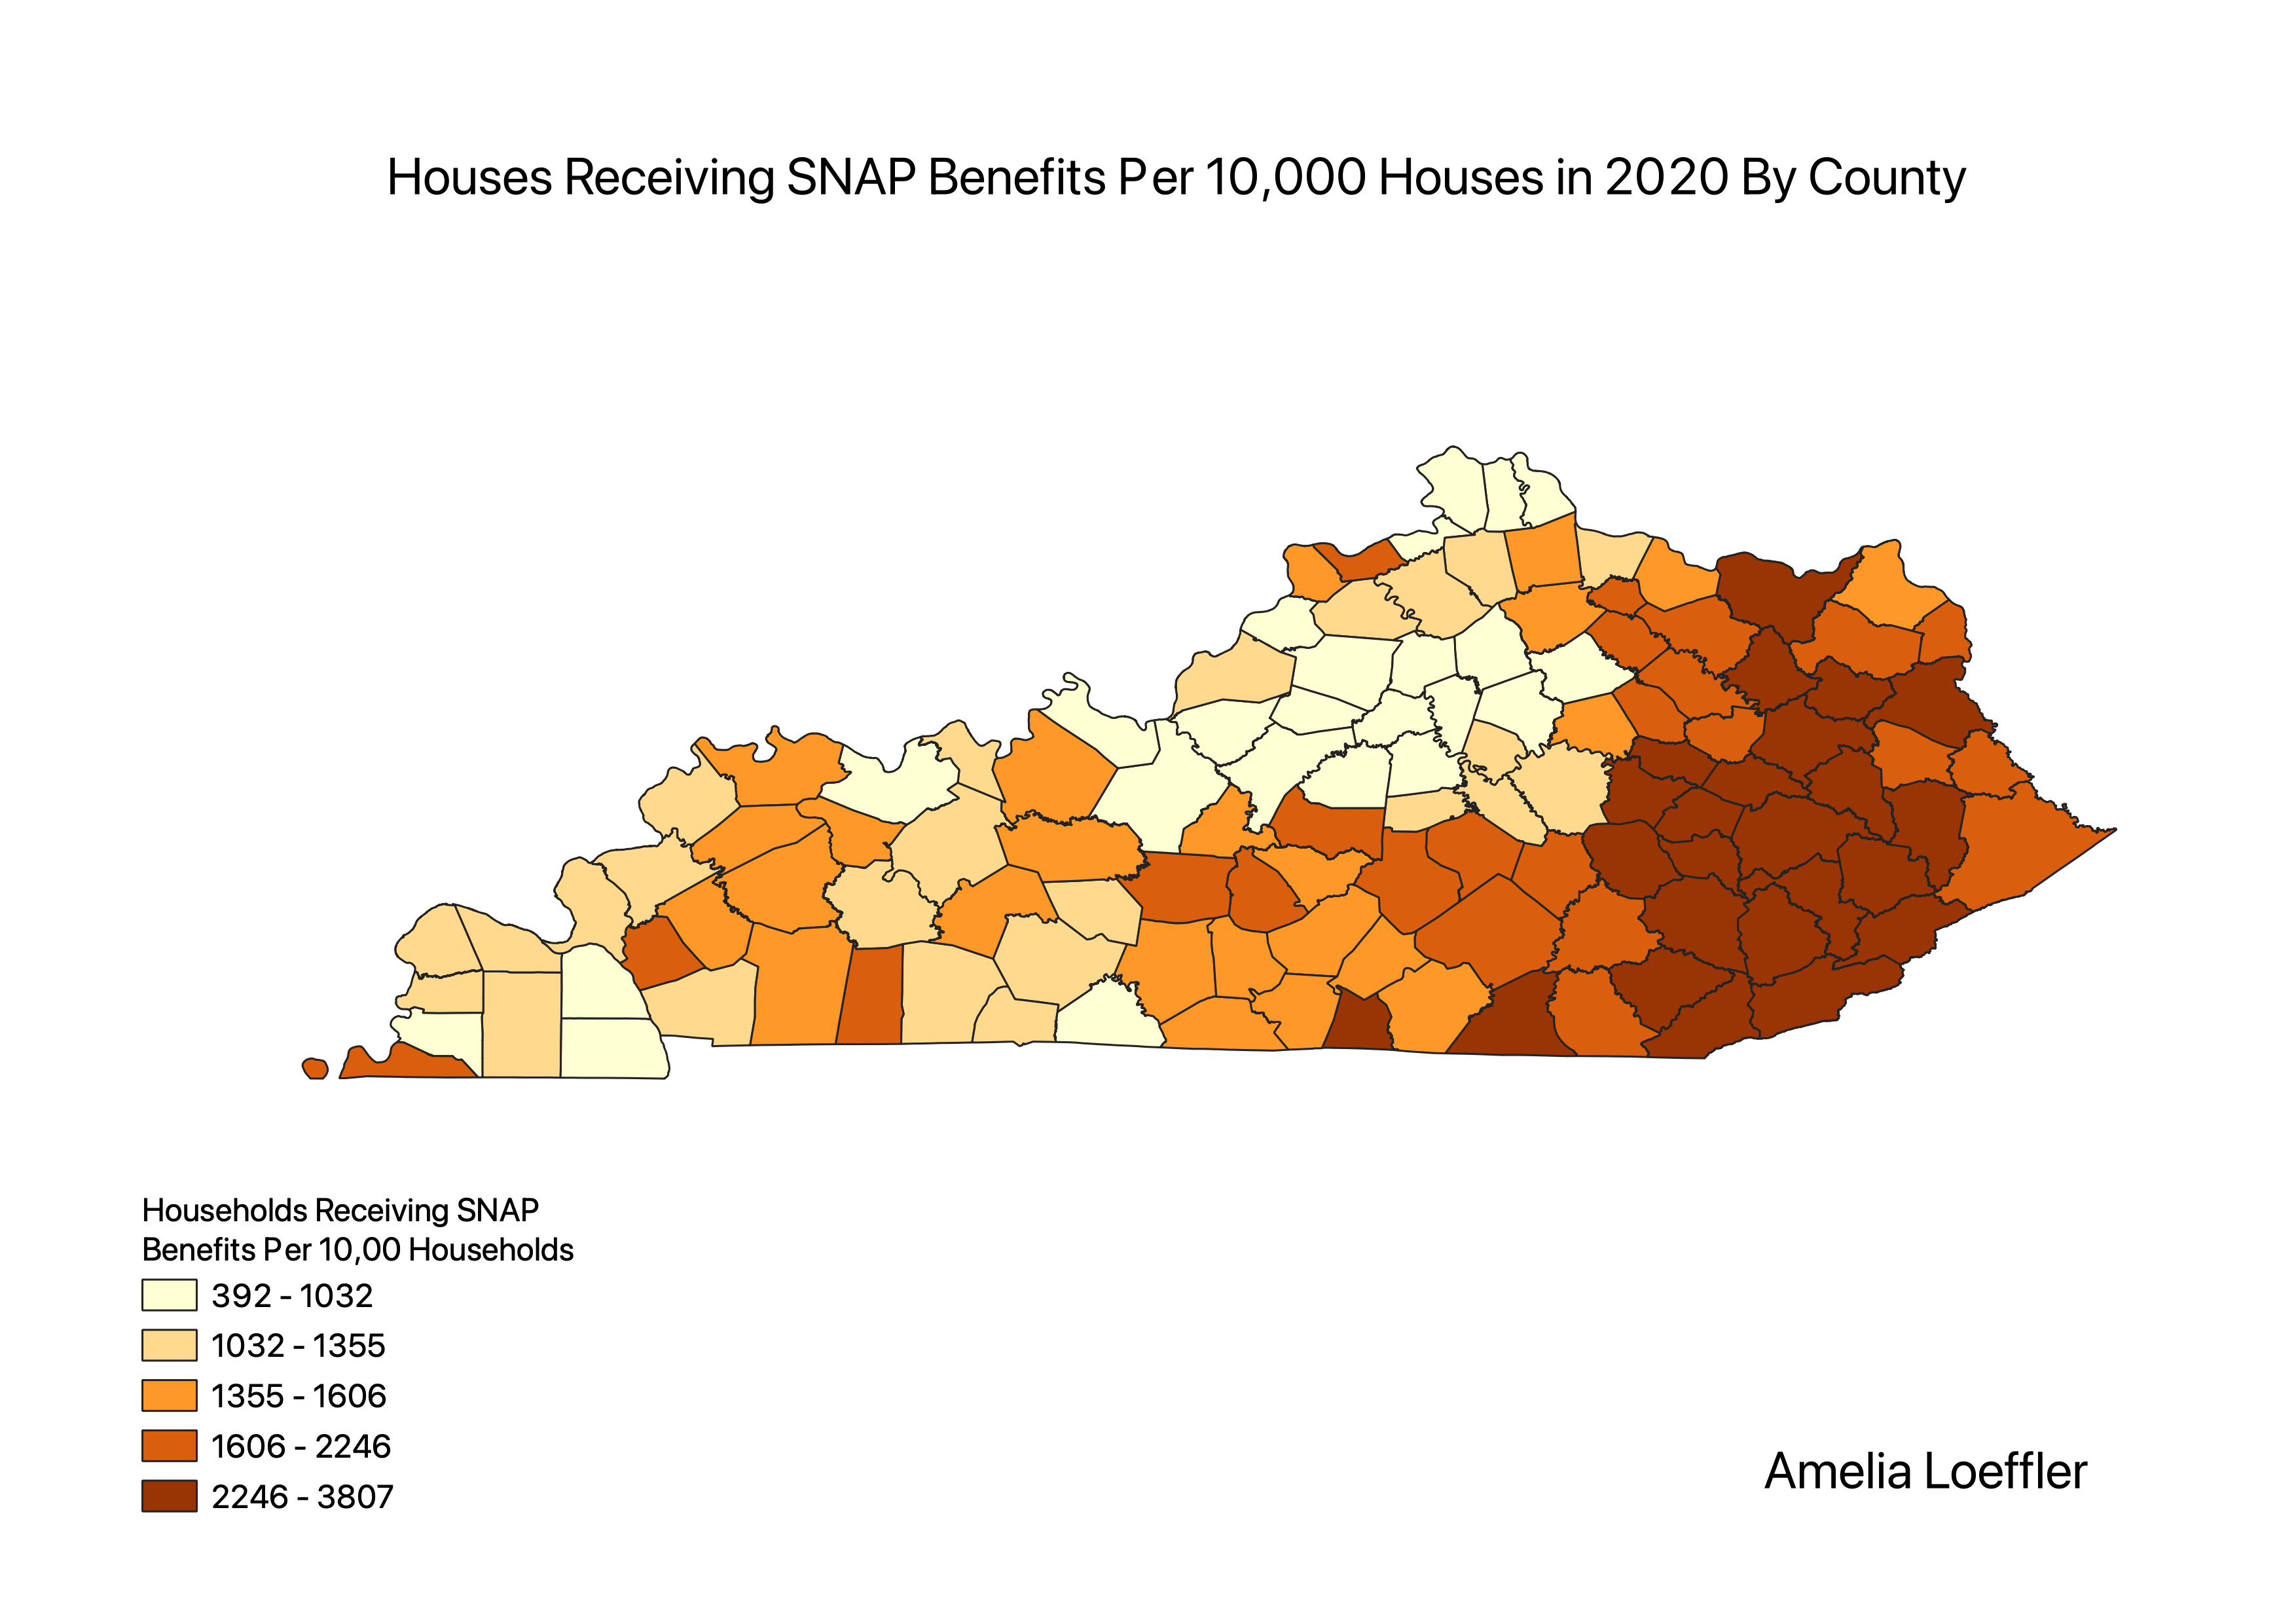 Houses Receiving SNAP Benefits Per 10,000 Houses in 2020 By County
Households Receiving SNAP
Benefits Per 10,00 Households
392 - 1032
1032 - 1355
1355 - 1606
1606 - 2246
2246 - 3807
Amelia Loeffler